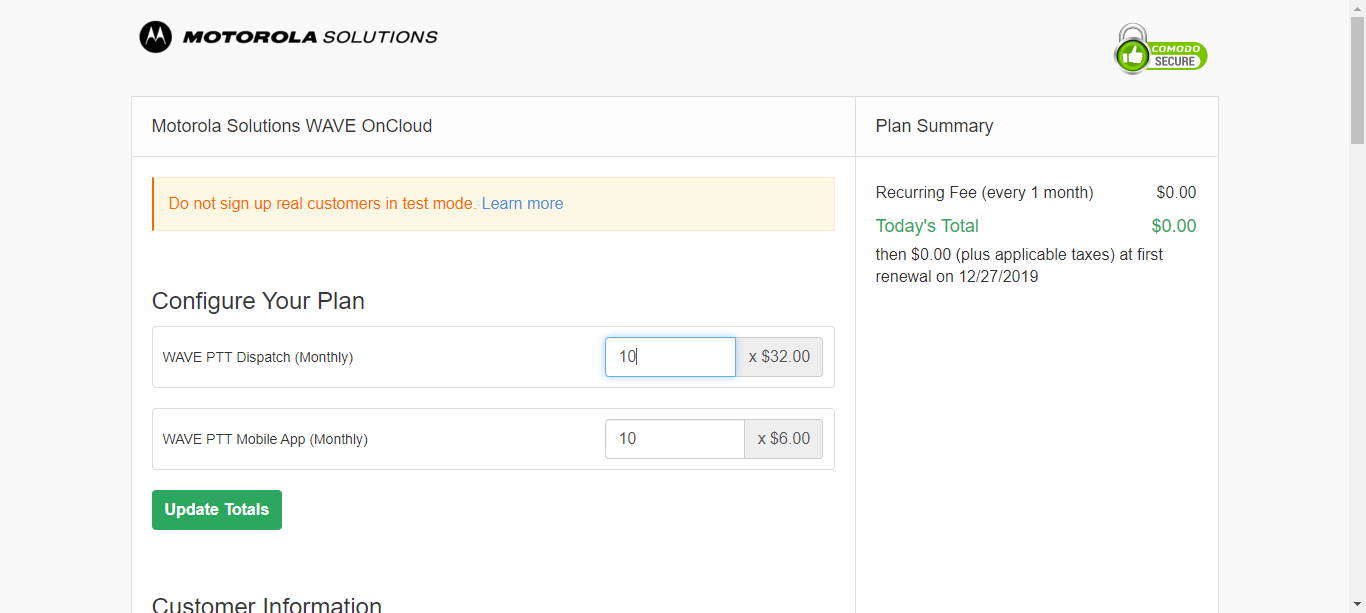 MOTOROLA SOLUTIONS
COMODO
SECURE
Motorola Solutions WAVE OnCloud
Do not sign up real customers in test mode. Learn more
Configure Your Plan
WAVE PTT Dispatch (Monthly) 10 x $32.00
WAVE PTT Mobile App (Monthly) 10 x $6.00
Update Totals
Customer Information
Plan Summary
Recurring Fee (every 1 month) $0.00
Today's Total $0.00
then $0.00 (plus applicable taxes) at first
renewal on 12/27/2019